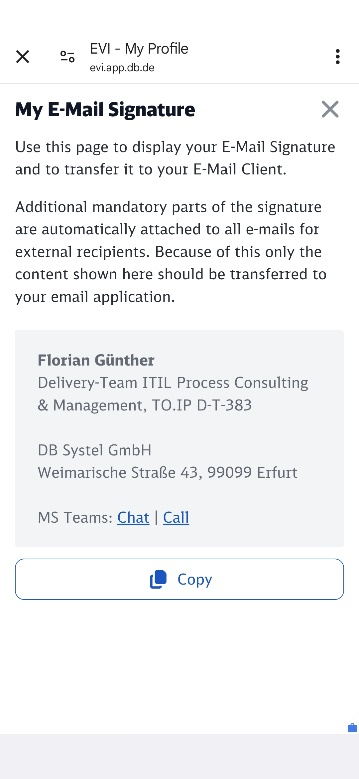 EVI - My Profile
evi.app.db.de
My E-Mail Signature
Use this page to display your E-Mail Signature
and to transfer it to your E-Mail Client.
Additional mandatory parts of the signature
are automatically attached to all e-mails for
external recipients. Because of this only the
content shown here should be transferred to
your email application.
Florian Günther
Delivery-Team ITIL Process Consulting
& Management, TO.IP D-T-383
DB Systel GmbH
Weimarische Straße 43, 99099 Erfurt
MS Teams: Chat | Call
Copy